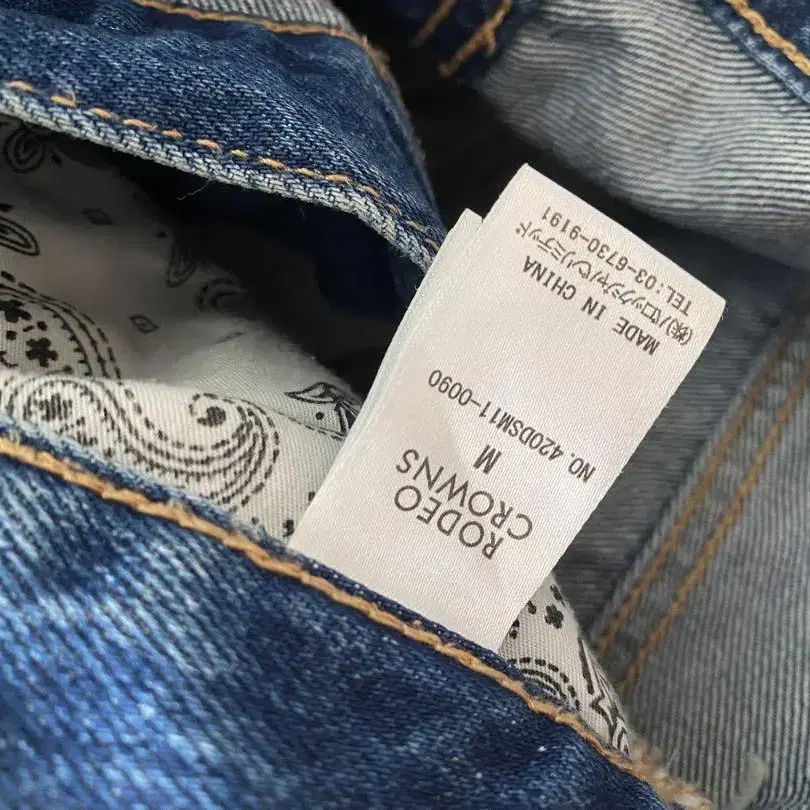 RODEO
CROWNS
M
NO. 420DSM11-0090
MADE IN CHINA
(株)バロックジャパンリミテッド
TEL:03-6730-9191